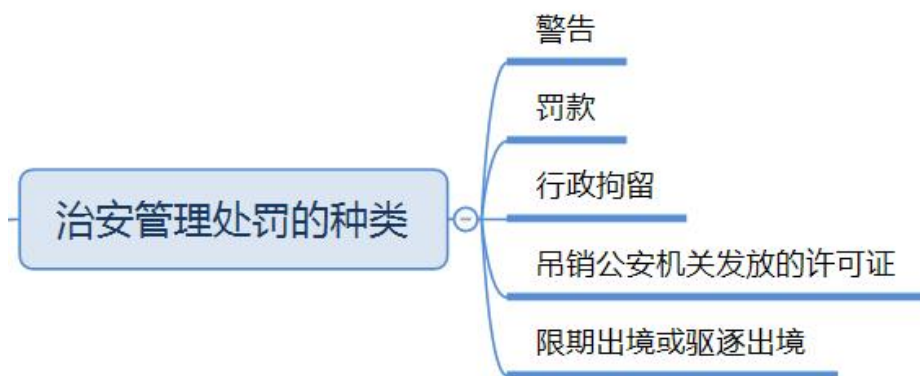 警告
罚款
行政拘留
治安管理处罚的种类
吊销公安机关发放的许可证
限期出境或驱逐出境